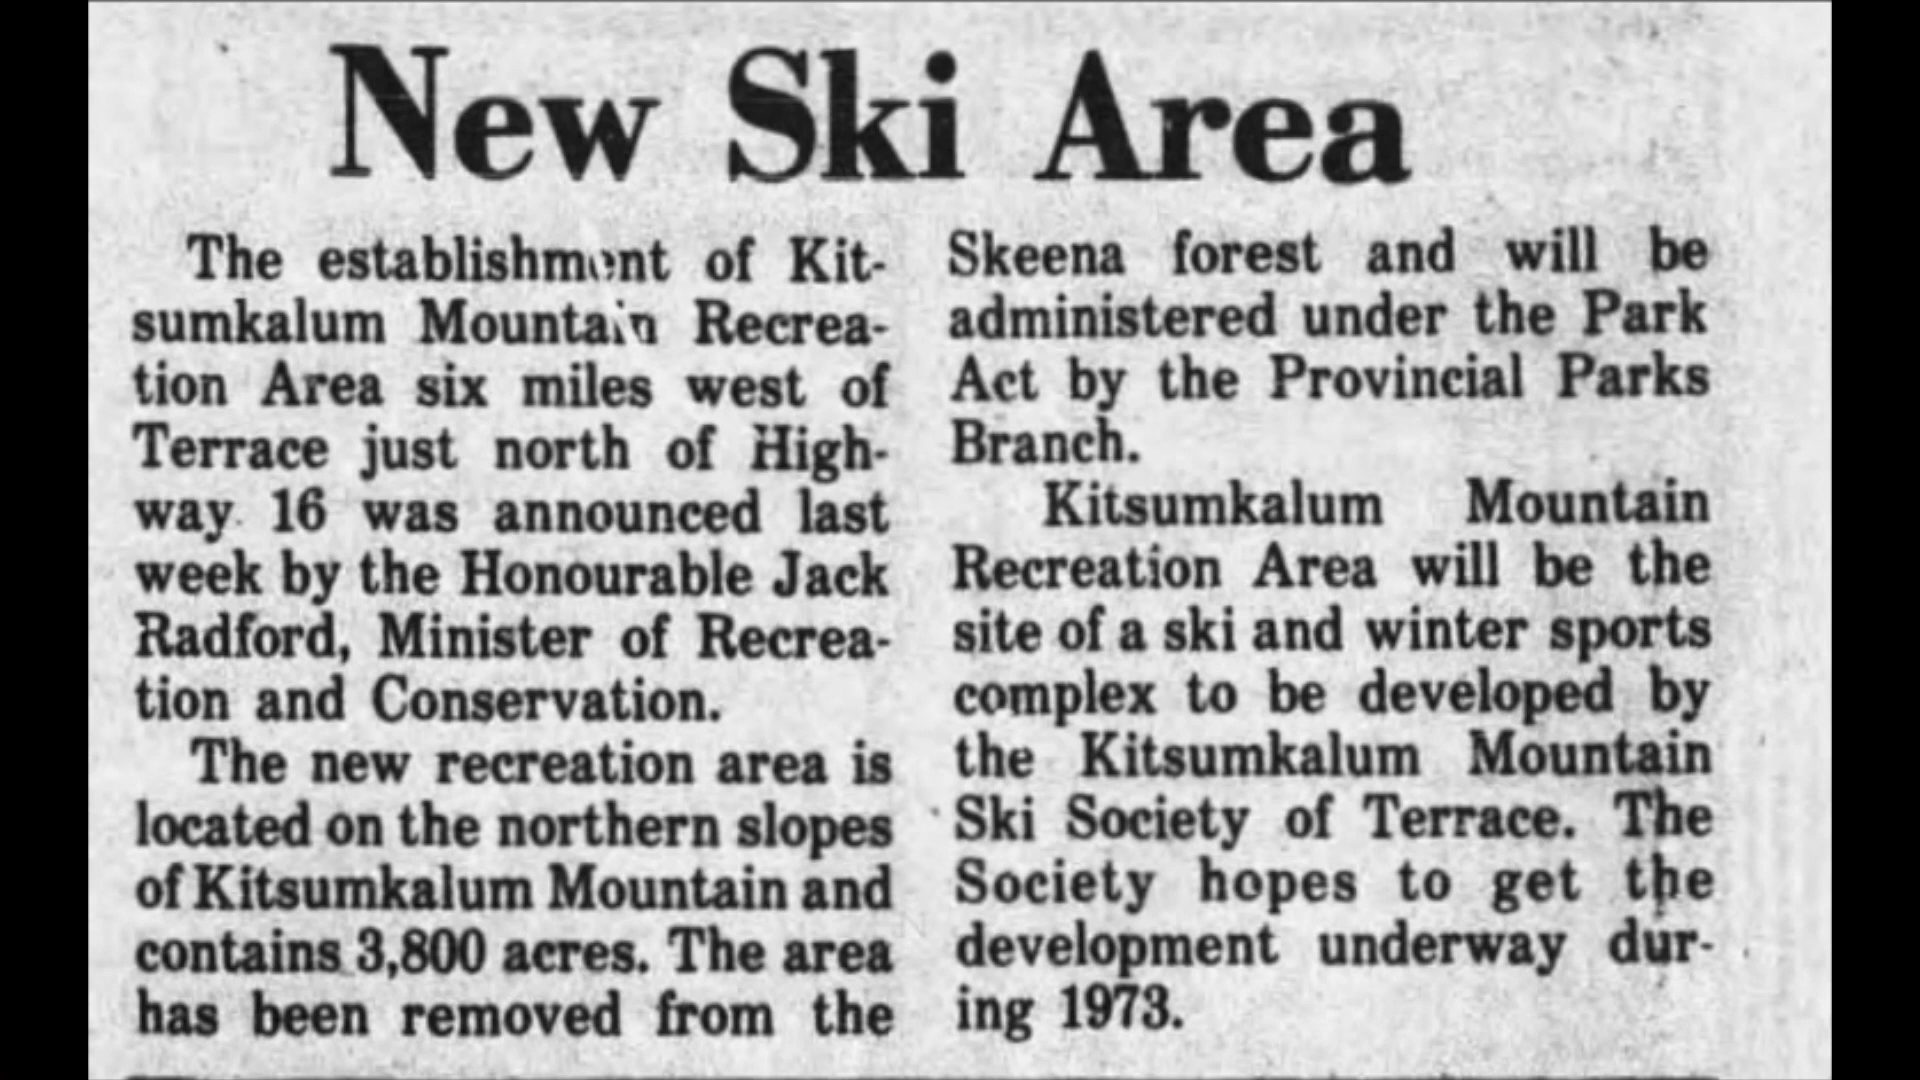 New Ski Area
The establishment of Kit-
sumkalum Mountain Recrea-
tion Area six miles west of
Terrace just north of High-
way 16 was announced last
week by the Honourable Jack
Radford, Minister of Recrea-
tion and Conservation.
The new recreation area is
located on the northern slopes
of Kitsumkalum Mountain and
contains 3,800 acres. The area
has been removed from the
Skeena forest and will be
administered under the Park
Act by the Provincial Parks
Branch.
Kitsumkalum Mountain
Recreation Area will be the
site of a ski and winter sports
complex to be developed by
the Kitsumkalum Mountain
Ski Society of Terrace. The
Society hopes to get the
development underway dur-
ing 1973.